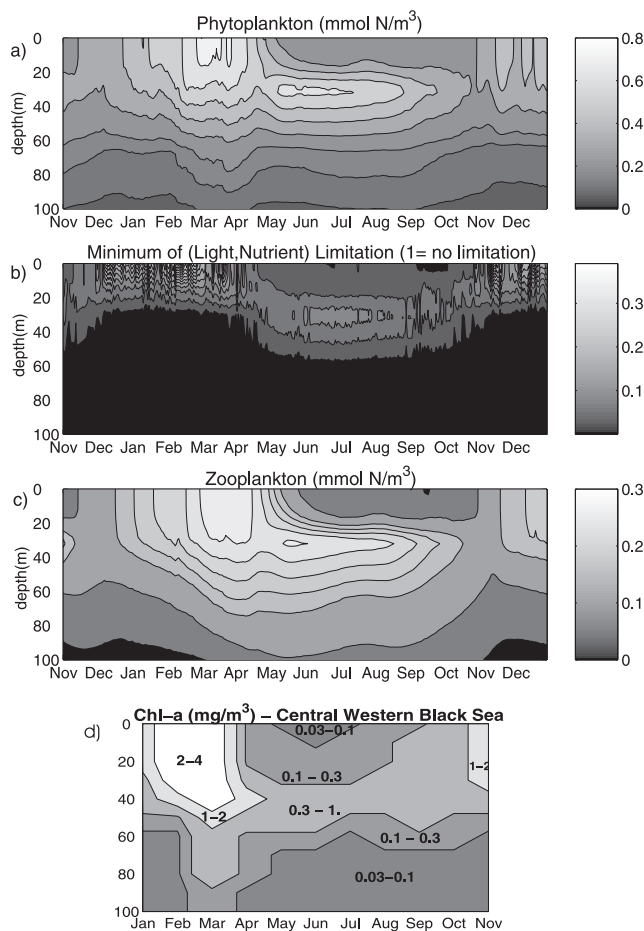 Phytoplankton (mmol N/m3)
a)
0
20
40
60
80
100
depth(m)
Nov Dec Jan Feb Mar Apr May Jun Jul Aug Sep Oct Nov Dec
0.8
0.6
0.4
0.2
0
Minimum of (Light,Nutrient) Limitation (1= no limitation)
b)
0
20
40
60
80
100
depth(m)
Nov Dec Jan Feb Mar Apr May Jun Jul Aug Sep Oct Nov Dec
0.3
0.2
0.1
Zooplankton (mmol N/m3)
c)
0
20
40
60
80
100
depth(m)
Nov Dec Jan Feb Mar Apr May Jun Jul Aug Sep Oct Nov Dec
0.3
0.2
0.1
0
Chl–a (mg/m3) – Central Western Black Sea
d)
0
20
40
60
80
100
0.03–0.1
2–4
1–2
0.1 – 0.3
1–2
0.3 – 1.
0.1 – 0.3
0.03–0.1
Jan Feb Mar Apr May Jun Jul Aug Sep Oct Nov